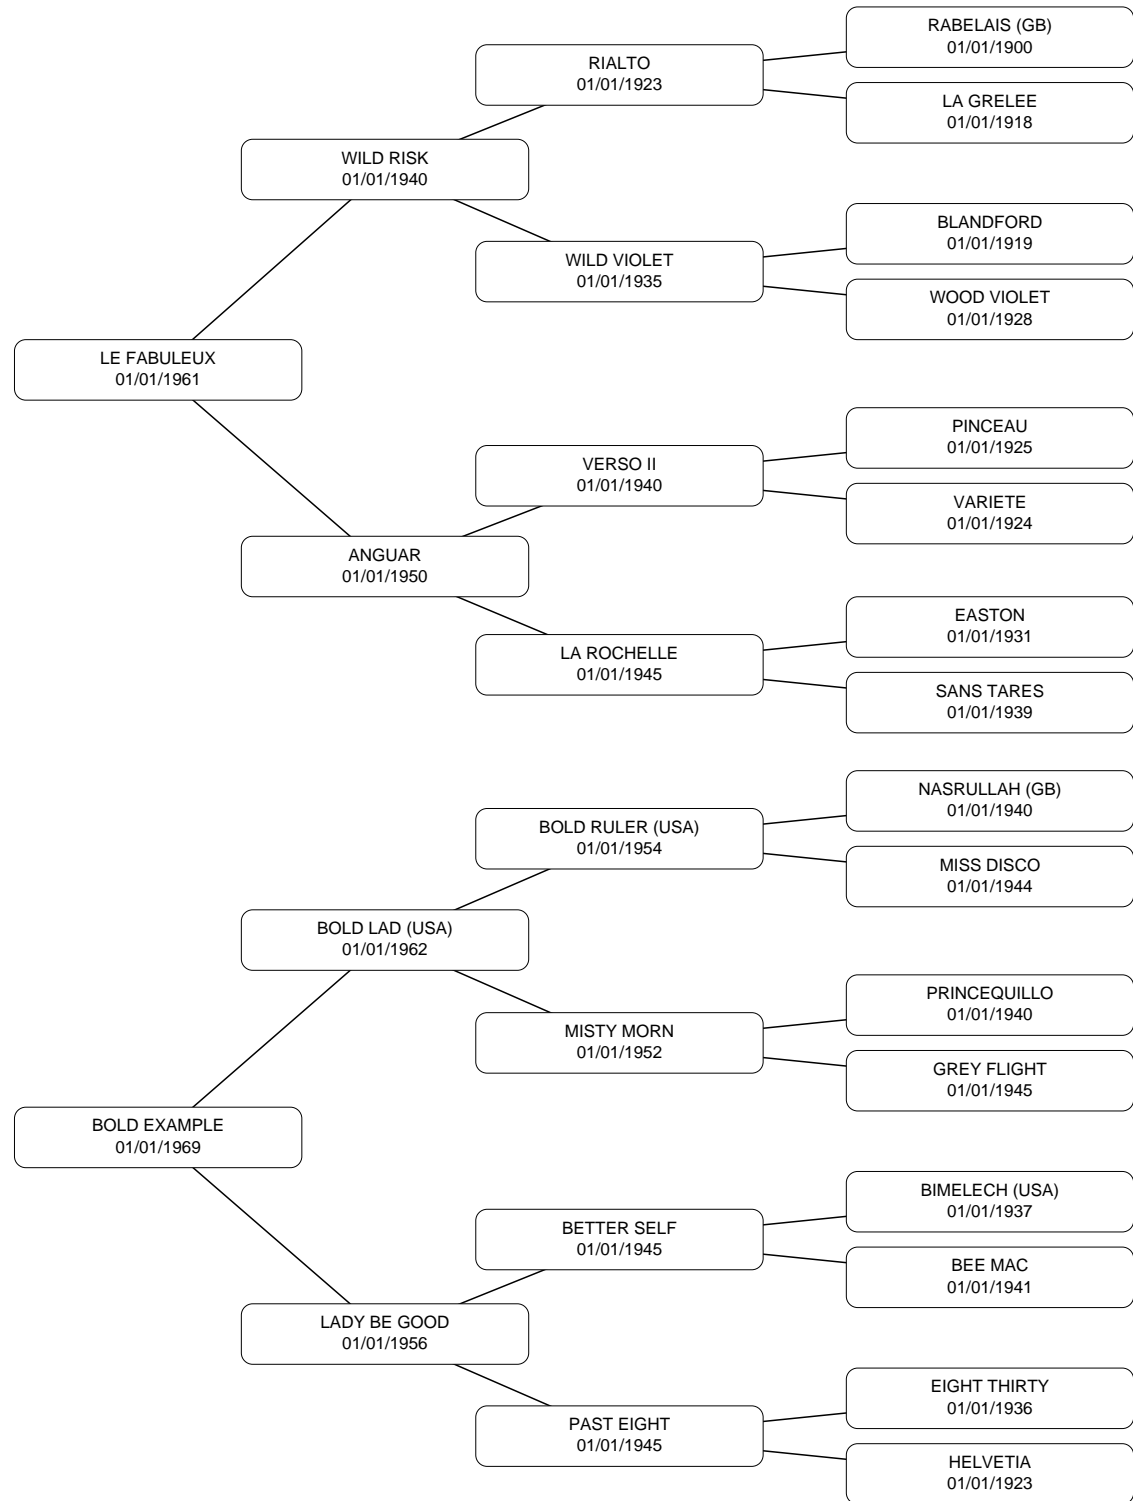 RABELAIS (GB)
01/01/1900
RIALTO
01/01/1923
LA GRELEE
01/01/1918
WILD RISK
01/01/1940
BLANDFORD
01/01/1919
WILD VIOLET
01/01/1935
WOOD VIOLET
01/01/1928
LE FABULEUX
01/01/1961
PINCEAU
01/01/1925
VERSO II
01/01/1940
VARIETE
01/01/1924
ANGUAR
01/01/1950
EASTON
01/01/1931
LA ROCHELLE
01/01/1945
SANS TARES
01/01/1939
NASRULLAH (GB)
01/01/1940
BOLD RULER (USA)
01/01/1954
MISS DISCO
01/01/1944
BOLD LAD (USA)
01/01/1962
PRINCEQUILLO
01/01/1940
MISTY MORN
01/01/1952
GREY FLIGHT
01/01/1945
BOLD EXAMPLE
01/01/1969
BIMELECH (USA)
01/01/1937
BETTER SELF
01/01/1945
BEE MAC
01/01/1941
LADY BE GOOD
01/01/1956
EIGHT THIRTY
01/01/1936
PAST EIGHT
01/01/1945
HELVETIA
01/01/1923